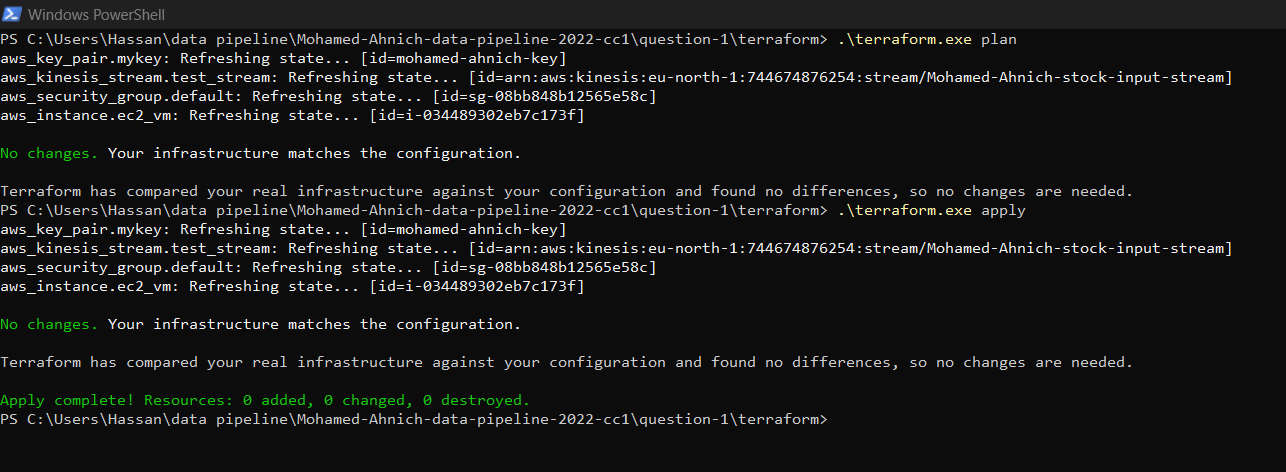 Windows PowerShell
PS C:\Users\Hassan\data pipeline\Mohamed-Ahnich-data-pipeline-2022-cc1\question-1\terraform> .\terraform.exe plan
aws_key_pair.mykey: Refreshing state... [id=mohamed-ahnich-key]
aws_kinesis_stream.test_stream: Refreshing state... [id=arn:aws:kinesis:eu-north-1:744674876254:stream/Mohamed-Ahnich-stock-input-stream]
aws_security_group.default: Refreshing state... [id=sg-08bb848b12565e58c]
aws_instance.ec2_vm: Refreshing state... [id=i-034489302eb7c173f]
No changes. Your infrastructure matches the configuration.
Terraform has compared your real infrastructure against your configuration and found no differences, so no changes are needed.
PS C:\Users\Hassan\data pipeline\Mohamed-Ahnich-data-pipeline-2022-cc1\question-1\terraform> .\terraform.exe apply
aws_key_pair.mykey: Refreshing state... [id=mohamed-ahnich-key]
aws_kinesis_stream.test_stream: Refreshing state... [id=arn:aws:kinesis:eu-north-1:744674876254:stream/Mohamed-Ahnich-stock-input-stream]
aws_security_group.default: Refreshing state... [id=sg-08bb848b12565e58c]
aws_instance.ec2_vm: Refreshing state... [id=i-034489302eb7c173f]
No changes. Your infrastructure matches the configuration.
Terraform has compared your real infrastructure against your configuration and found no differences, so no changes are needed.
Apply complete! Resources: 0 added, 0 changed, 0 destroyed.
PS C:\Users\Hassan\data pipeline\Mohamed-Ahnich-data-pipeline-2022-cc1\question-1\terraform>